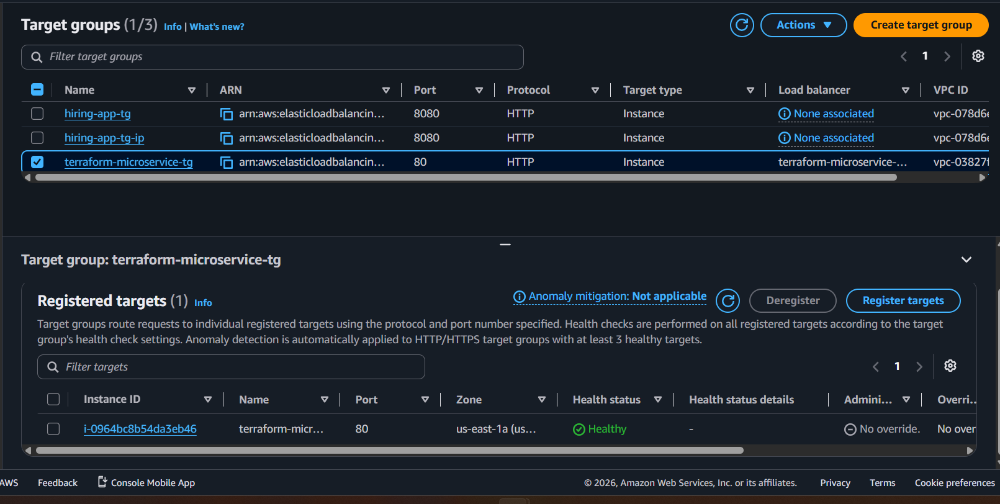 Target groups (1/3) Info | What's new? Actions Create target group
Filter target groups 1
Name ARN Port Protocol Target type Load balancer VPC ID
hiring-app-tg arn:aws:elasticloadbalancin... 8080 HTTP Instance None associated vpc-078d6e
hiring-app-tg-ip arn:aws:elasticloadbalancin... 8080 HTTP Instance None associated vpc-078d6e
terraform-microservice-tg arn:aws:elasticloadbalancin... 80 HTTP Instance terraform-microservice-... vpc-03827f
Target group: terraform-microservice-tg
Registered targets (1) Info Anomaly mitigation: Not applicable Deregister Register targets
Target groups route requests to individual registered targets using the protocol and port number specified. Health checks are performed on all registered targets according to the target
group's health check settings. Anomaly detection is automatically applied to HTTP/HTTPS target groups with at least 3 healthy targets.
Filter targets 1
Instance ID Name Port Zone Health status Health status details Admini... Overri..
i-0964bc8b54da3eb46 terraform-micr... 80 us-east-1a (us... Healthy - No override. No over
AWS Feedback Console Mobile App © 2026, Amazon Web Services, Inc. or its affiliates. Privacy Terms Cookie preferences